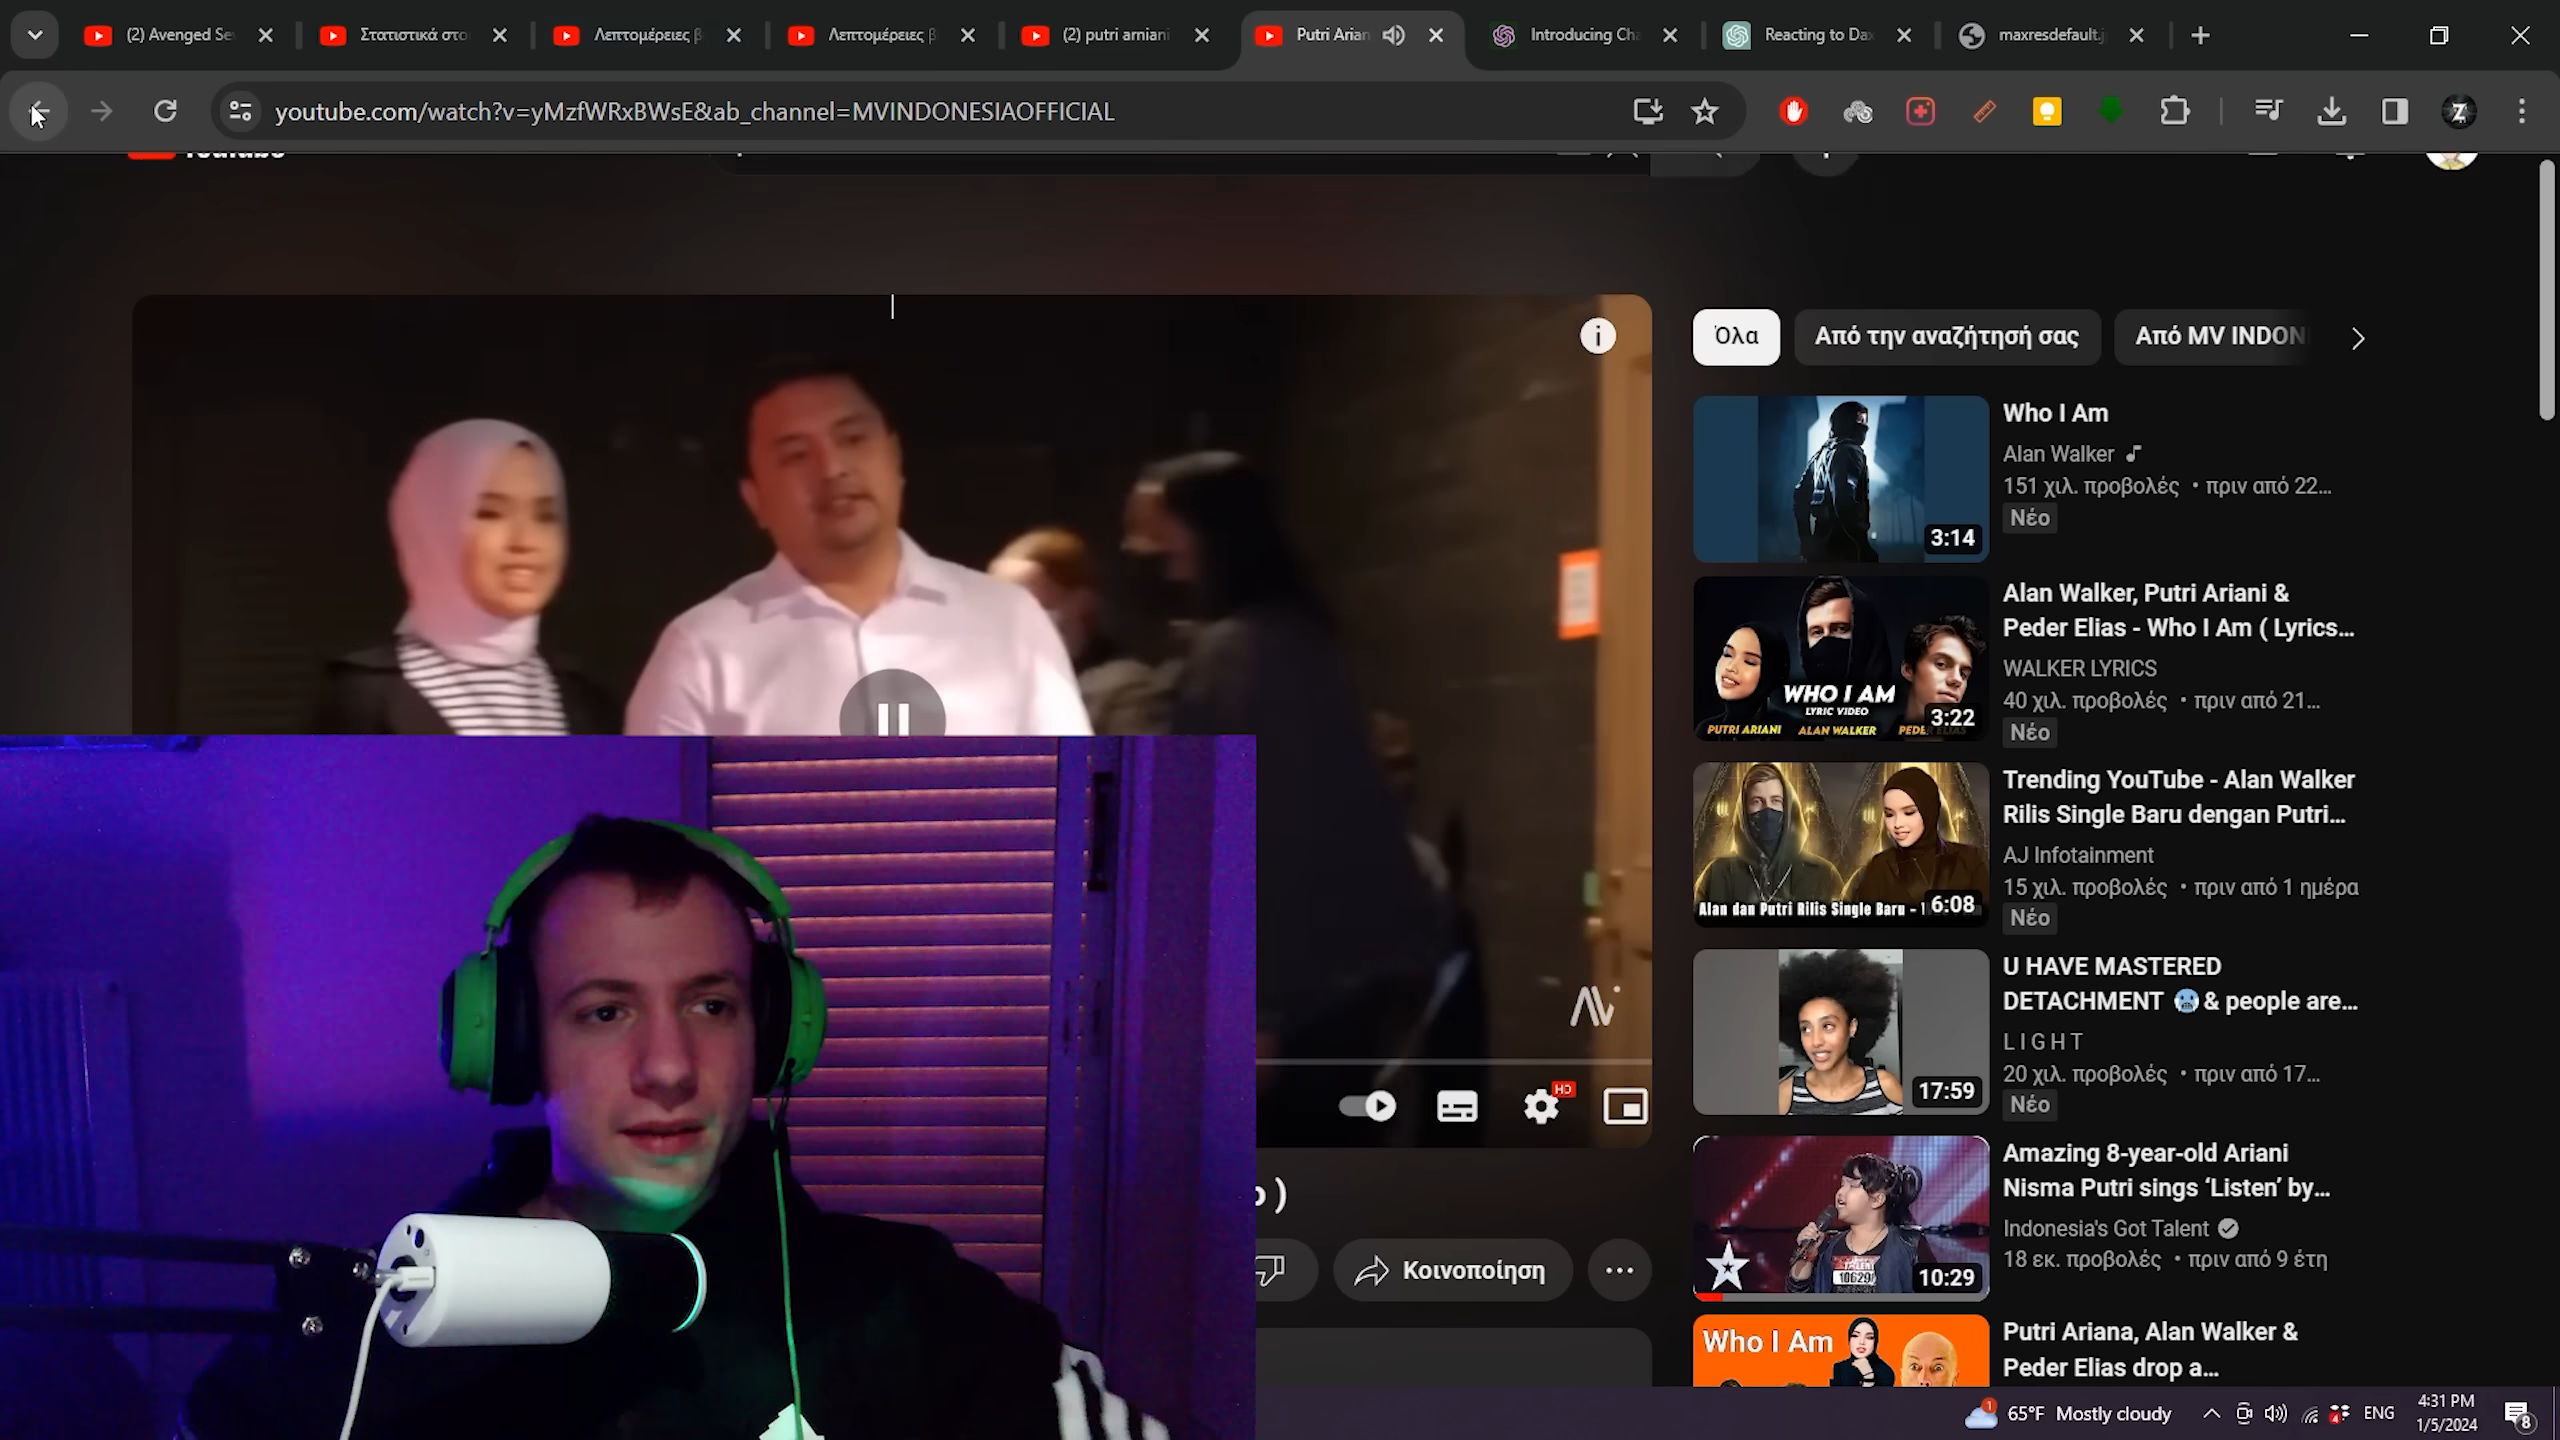 (2) Avenged Se
Στατιστικά στο
Λεπτομέρειες β
Λεπτομέρειες β
(2) putri arniani
Putri Arian
Introducing Cha
Reacting to Dax
maxresdefault.j
youtube.com/watch?v=yMzfWRxBWsE&ab_channel=MVINDONESIAOFFICIAL
Όλα
Από την αναζήτησή σας
Από MV INDON
Who I Am
Alan Walker
151 χιλ. προβολές • πριν από 22…
Νέο
3:14
Alan Walker, Putri Ariani &
Peder Elias - Who I Am ( Lyrics…
WALKER LYRICS
40 χιλ. προβολές • πριν από 21…
Νέο
WHO I AM
LYRIC VIDEO
3:22
PUTRI ARIANI ALAN WALKER PEDER ELIAS
Trending YouTube - Alan Walker
Rilis Single Baru dengan Putri…
AJ Infotainment
15 χιλ. προβολές • πριν από 1 ημέρα
Νέο
Alan dan Putri Rilis Single Baru -
6:08
U HAVE MASTERED
DETACHMENT 🥶 & people are…
L I G H T
20 χιλ. προβολές • πριν από 17…
Νέο
17:59
HD
Amazing 8-year-old Ariani
Nisma Putri sings ‘Listen’ by…
Indonesia's Got Talent
18 εκ. προβολές • πριν από 9 έτη
10629
10:29
)
Κοινοποίηση
Who I Am
Putri Ariana, Alan Walker &
Peder Elias drop a…
65°F Mostly cloudy
ENG
4:31 PM
1/5/2024
8